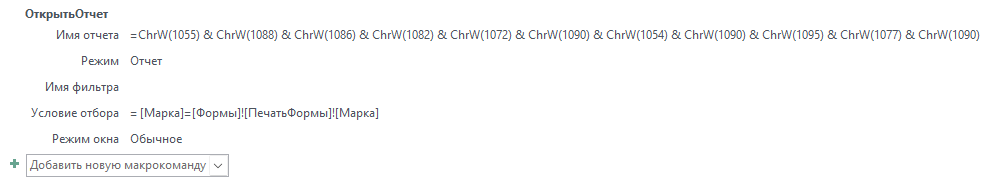 ОткрытьОтчет
Имя отчета =ChrW(1055) & ChrW(1088) & ChrW(1086) & ChrW(1082) & ChrW(1072) & ChrW(1090) & ChrW(1054) & ChrW(1090) & ChrW(1095) & ChrW(1077) & ChrW(1090)
Режим Отчет
Имя фильтра
Условие отбора = [Марка]=[Формы]![ПечатьФормы]![Марка]
Режим окна Обычное
Добавить новую макрокоманду